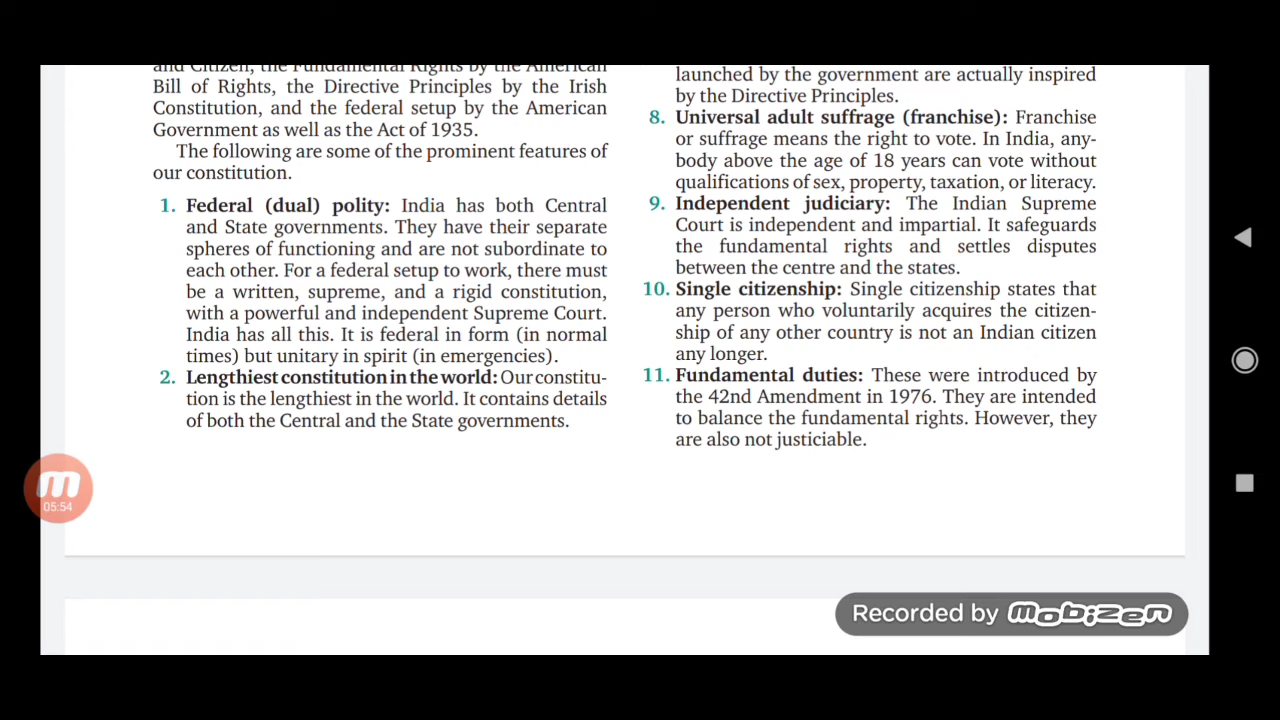 and Citizen, the Fundamental Rights by the American
Bill of Rights, the Directive Principles by the Irish
Constitution, and the federal setup by the American
Government as well as the Act of 1935.
The following are some of the prominent features of
our constitution.
1. Federal (dual) polity: India has both Central
and State governments. They have their separate
spheres of functioning and are not subordinate to
each other. For a federal setup to work, there must
be a written, supreme, and a rigid constitution,
with a powerful and independent Supreme Court.
India has all this. It is federal in form (in normal
times) but unitary in spirit (in emergencies).
2. Lengthiest constitution in the world: Our constitu-
tion is the lengthiest in the world. It contains details
of both the Central and the State governments.
launched by the government are actually inspired
by the Directive Principles.
8. Universal adult suffrage (franchise): Franchise
or suffrage means the right to vote. In India, any-
body above the age of 18 years can vote without
qualifications of sex, property, taxation, or literacy.
9. Independent judiciary: The Indian Supreme
Court is independent and impartial. It safeguards
the fundamental rights and settles disputes
between the centre and the states.
10. Single citizenship: Single citizenship states that
any person who voluntarily acquires the citizen-
ship of any other country is not an Indian citizen
any longer.
11. Fundamental duties: These were introduced by
the 42nd Amendment in 1976. They are intended
to balance the fundamental rights. However, they
are also not justiciable.
m
05:54
Recorded by mobizen